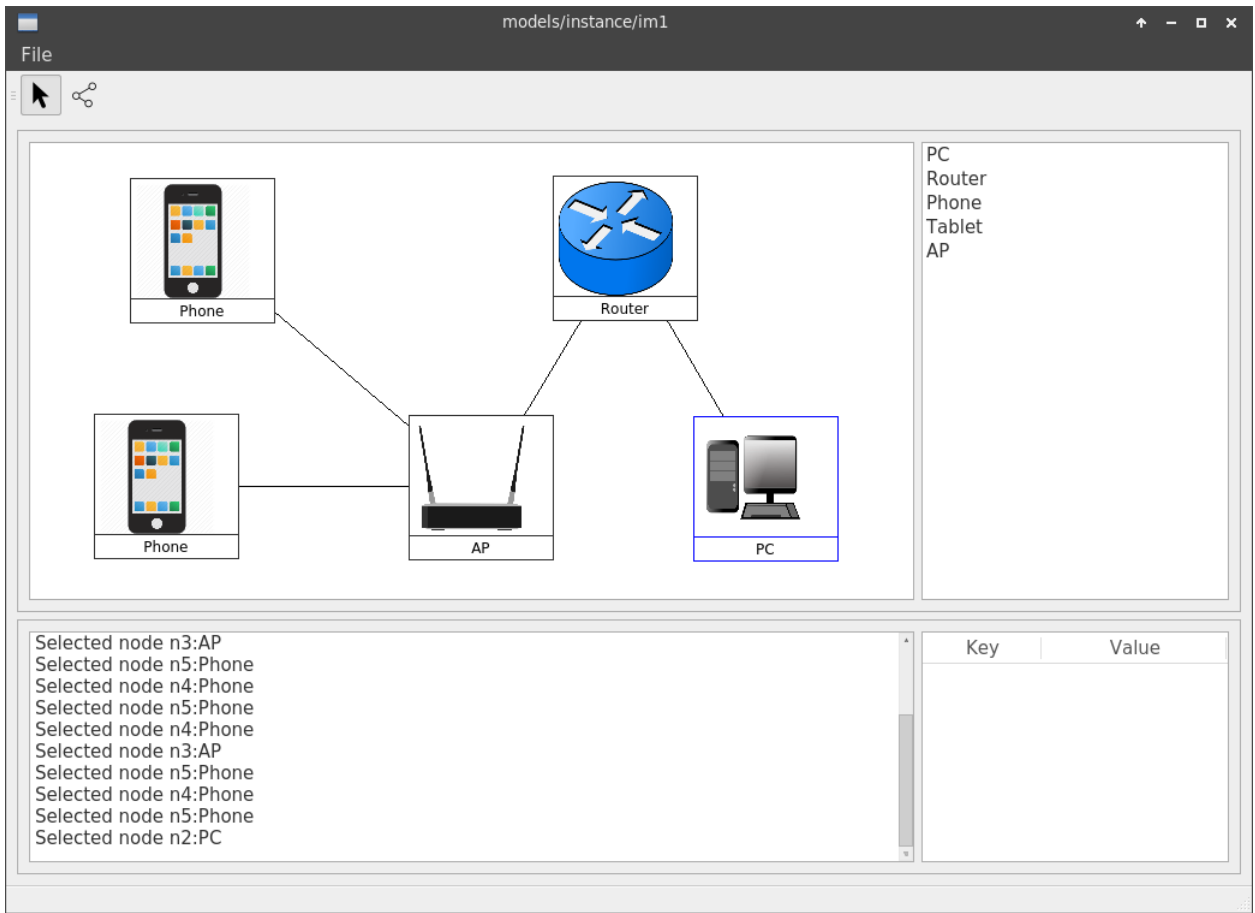 models/instance/im1
File
Phone
Router
Phone
AP
PC
PC
Router
Phone
Tablet
AP
Selected node n3:AP
Selected node n5:Phone
Selected node n4:Phone
Selected node n5:Phone
Selected node n4:Phone
Selected node n3:AP
Selected node n5:Phone
Selected node n4:Phone
Selected node n5:Phone
Selected node n2:PC
Key Value